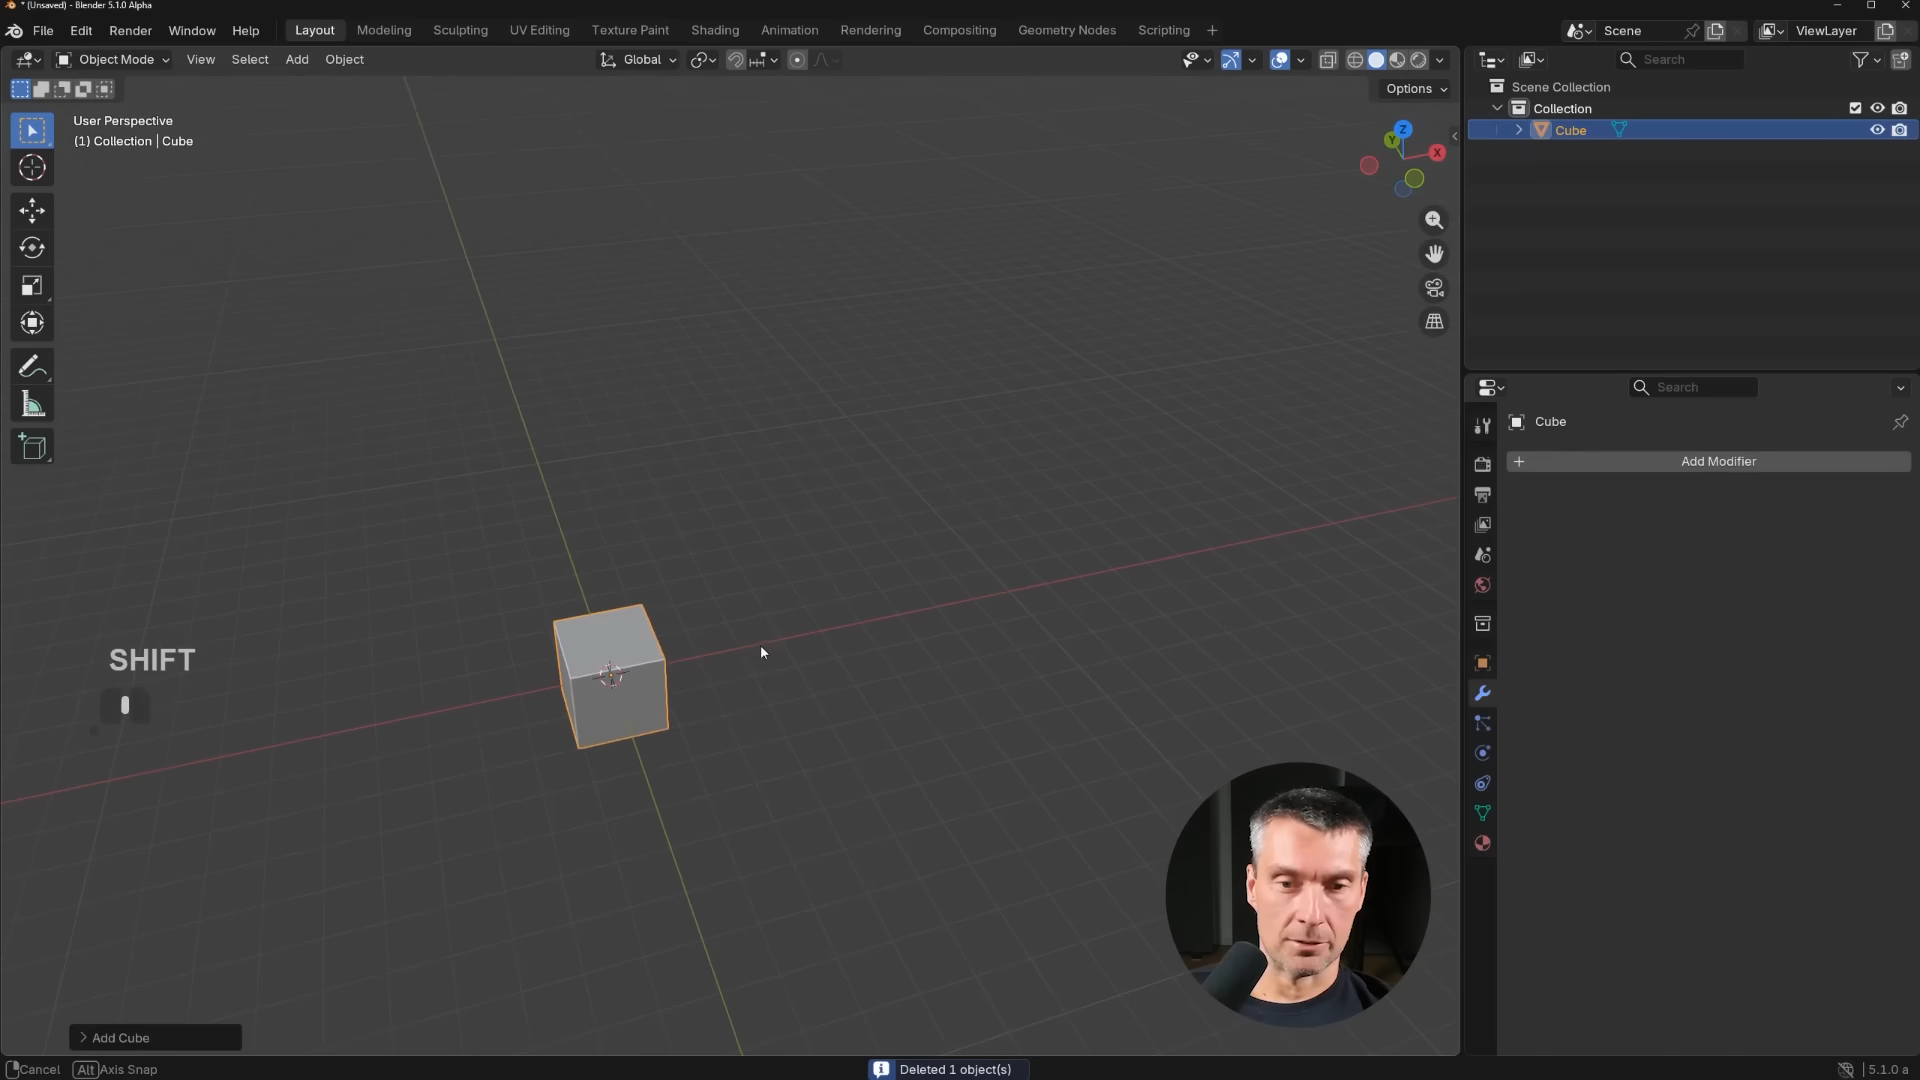 * (Unsaved) - Blender 5.1.0 Alpha
File Edit Render Window Help Layout Modeling Sculpting UV Editing Texture Paint Shading Animation Rendering Compositing Geometry Nodes Scripting + Scene ViewLayer
Object Mode View Select Add Object Global Search
Options
User Perspective
(1) Collection | Cube
Z
Y
X
Scene Collection
Collection
Cube
Search
Cube
+ Add Modifier
SHIFT
Add Cube
Cancel Alt Axis Snap Deleted 1 object(s) 5.1.0 a